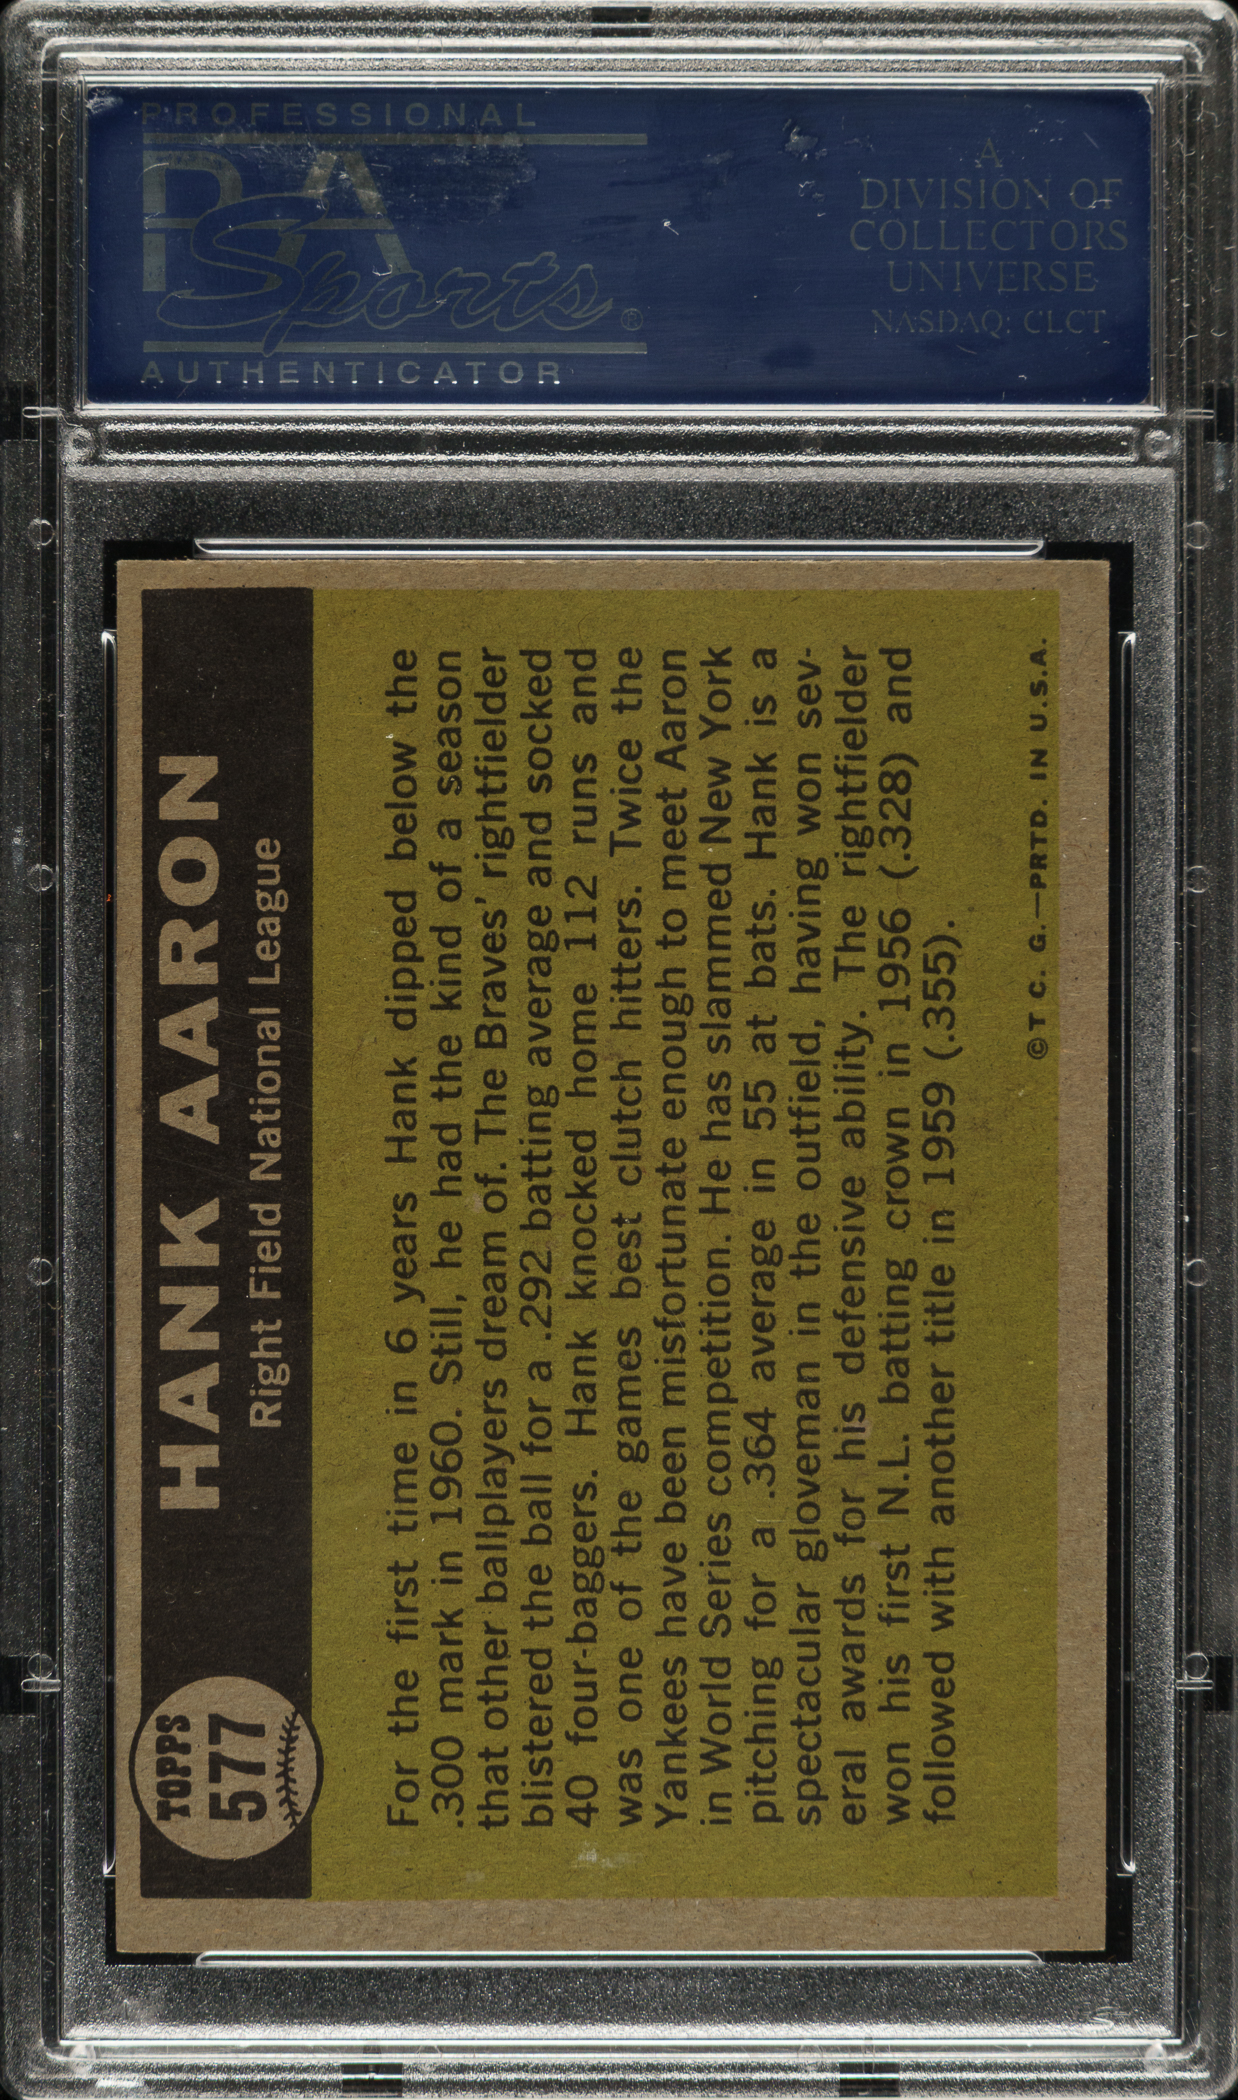 PROFESSIONAL
PSA
Sports®
AUTHENTICATOR
A
DIVISION OF
COLLECTORS
UNIVERSE
NASDAQ: CLCT
TOPPS
577
HANK AARON
Right Field National League
For the first time in 6 years Hank dipped below the
.300 mark in 1960. Still, he had the kind of a season
that other ballplayers dream of. The Braves' rightfielder
blistered the ball for a .292 batting average and socked
40 four-baggers. Hank knocked home 112 runs and
was one of the games best clutch hitters. Twice the
Yankees have been misfortunate enough to meet Aaron
in World Series competition. He has slammed New York
pitching for a .364 average in 55 at bats. Hank is a
spectacular gloveman in the outfield, having won sev-
eral awards for his defensive ability. The rightfielder
won his first N.L. batting crown in 1956 (.328) and
followed with another title in 1959 (.355).
© T C. G.—PRTD. IN U.S.A.